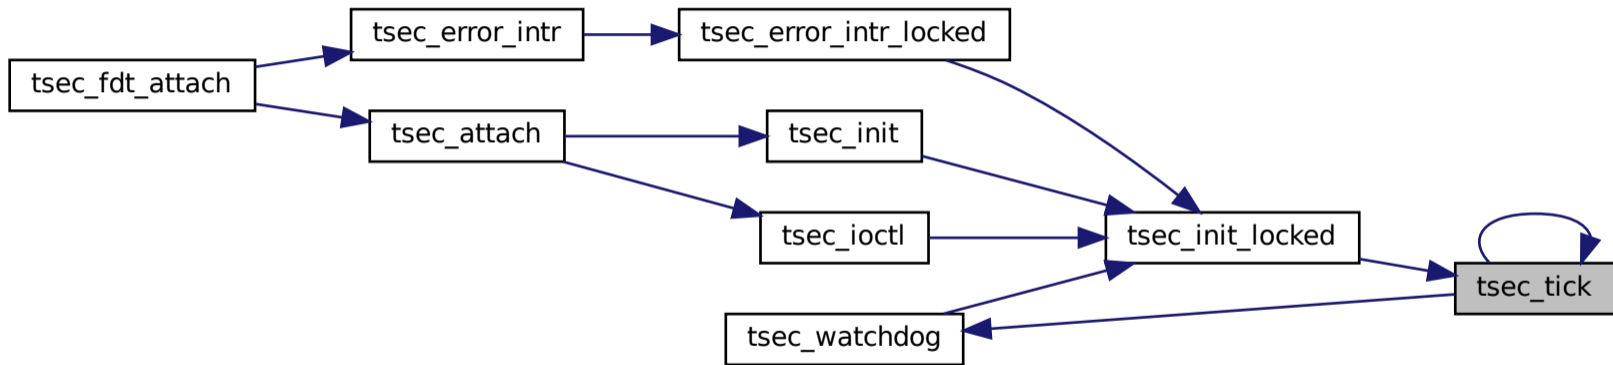 tsec_fdt_attach
tsec_error_intr
tsec_error_intr_locked
tsec_attach
tsec_init
tsec_ioctl
tsec_init_locked
tsec_tick
tsec_watchdog